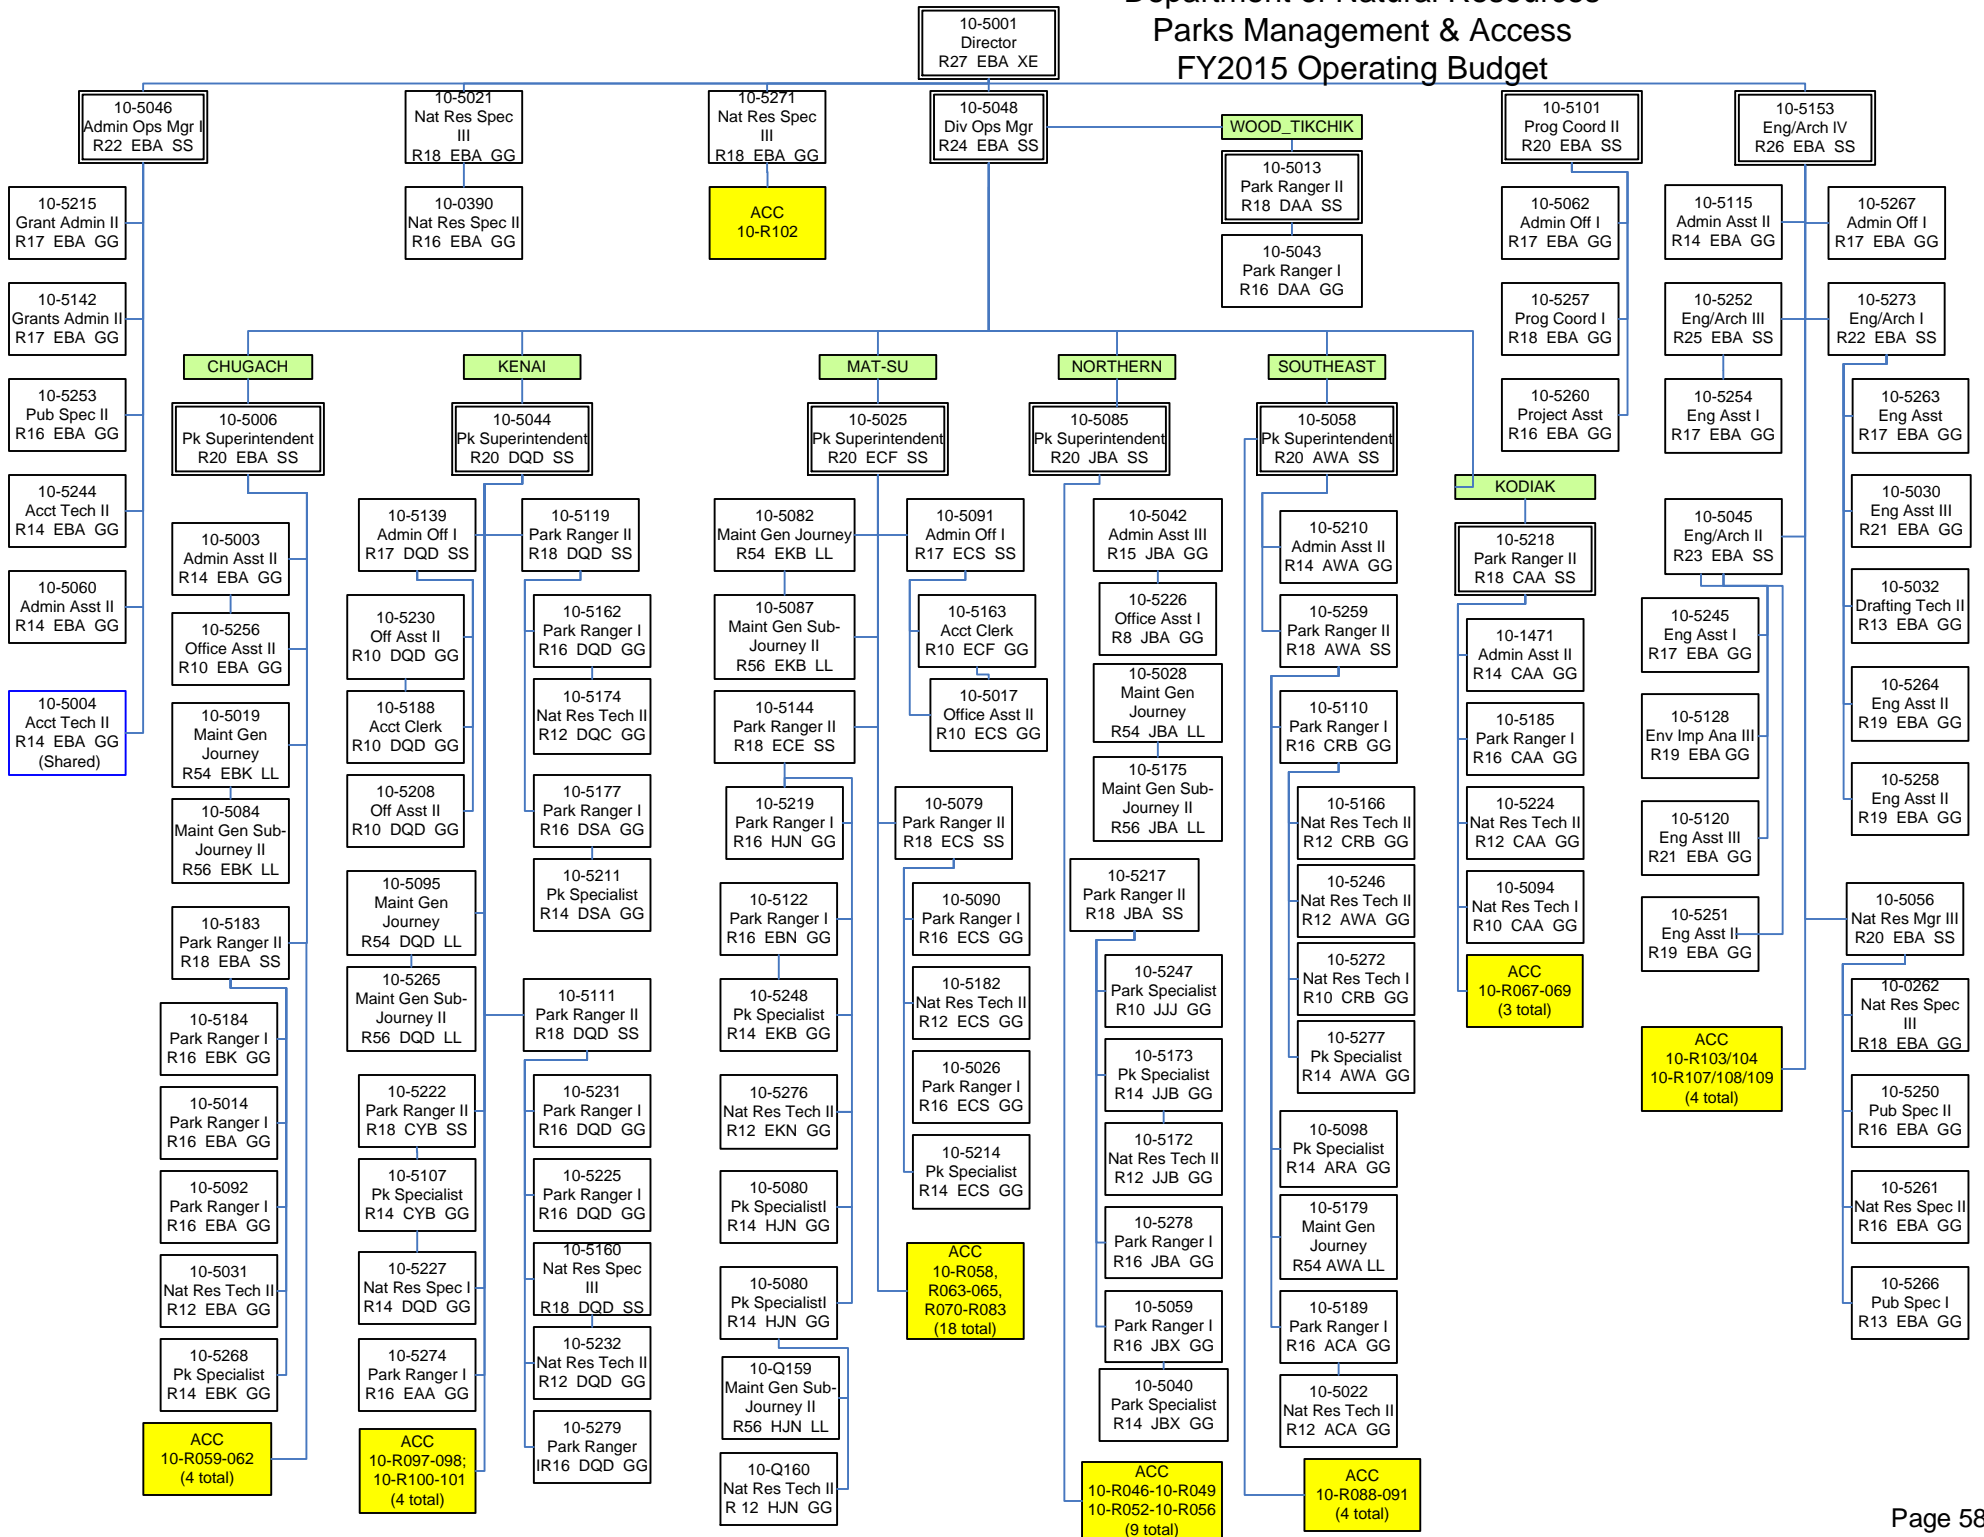 Department of Natural Resources
Parks Management & Access
FY2015 Operating Budget
10-5001
Director
R27 EBA XE
10-5046
Admin Ops Mgr I
R22 EBA SS
10-5021
Nat Res Spec
III
R18 EBA GG
10-5271
Nat Res Spec
III
R18 EBA GG
10-5048
Div Ops Mgr
R24 EBA SS
WOOD_TIKCHIK
10-5013
Park Ranger II
R18 DAA SS
10-5043
Park Ranger I
R16 DAA GG
10-5101
Prog Coord II
R20 EBA SS
10-5153
Eng/Arch IV
R26 EBA SS
10-5215
Grant Admin II
R17 EBA GG
10-0390
Nat Res Spec II
R16 EBA GG
ACC
10-R102
10-5062
Admin Off I
R17 EBA GG
10-5115
Admin Asst II
R14 EBA GG
10-5267
Admin Off I
R17 EBA GG
10-5142
Grants Admin II
R17 EBA GG
10-5257
Prog Coord I
R18 EBA GG
10-5252
Eng/Arch III
R25 EBA SS
10-5273
Eng/Arch I
R22 EBA SS
10-5253
Pub Spec II
R16 EBA GG
10-5260
Project Asst
R16 EBA GG
10-5254
Eng Asst I
R17 EBA GG
10-5263
Eng Asst
R17 EBA GG
10-5244
Acct Tech II
R14 EBA GG
10-5060
Admin Asst II
R14 EBA GG
10-5004
Acct Tech II
R14 EBA GG
(Shared)
CHUGACH
10-5006
Pk Superintendent
R20 EBA SS
10-5003
Admin Asst II
R14 EBA GG
10-5256
Office Asst II
R10 EBA GG
10-5019
Maint Gen
Journey
R54 EBK LL
10-5084
Maint Gen Sub-
Journey II
R56 EBK LL
10-5183
Park Ranger II
R18 EBA SS
10-5184
Park Ranger I
R16 EBK GG
10-5014
Park Ranger I
R16 EBA GG
10-5092
Park Ranger I
R16 EBA GG
10-5031
Nat Res Tech II
R12 EBA GG
10-5268
Pk Specialist
R14 EBK GG
ACC
10-R059-062
(4 total)
KENAI
10-5044
Pk Superintendent
R20 DQD SS
10-5139
Admin Off I
R17 DQD SS
10-5119
Park Ranger II
R18 DQD SS
10-5230
Off Asst II
R10 DQD GG
10-5162
Park Ranger I
R16 DQD GG
10-5188
Acct Clerk
R10 DQD GG
10-5174
Nat Res Tech II
R12 DQC GG
10-5208
Off Asst II
R10 DQD GG
10-5177
Park Ranger I
R16 DSA GG
10-5095
Maint Gen
Journey
R54 DQD LL
10-5211
Pk Specialist
R14 DSA GG
10-5265
Maint Gen Sub-
Journey II
R56 DQD LL
10-5111
Park Ranger II
R18 DQD SS
10-5222
Park Ranger II
R18 CYB SS
10-5231
Park Ranger I
R16 DQD GG
10-5107
Pk Specialist
R14 CYB GG
10-5225
Park Ranger I
R16 DQD GG
10-5227
Nat Res Spec I
R14 DQD GG
10-5160
Nat Res Spec
III
R18 DQD SS
10-5274
Park Ranger I
R16 EAA GG
10-5232
Nat Res Tech II
R12 DQD GG
ACC
10-R097-098;
10-R100-101
(4 total)
10-5279
Park Ranger
IR16 DQD GG
MAT-SU
10-5025
Pk Superintendent
R20 ECF SS
10-5082
Maint Gen Journey
R54 EKB LL
10-5091
Admin Off I
R17 ECS SS
10-5087
Maint Gen Sub-
Journey II
R56 EKB LL
10-5163
Acct Clerk
R10 ECF GG
10-5144
Park Ranger II
R18 ECE SS
10-5017
Office Asst II
R10 ECS GG
10-5219
Park Ranger I
R16 HJN GG
10-5079
Park Ranger II
R18 ECS SS
10-5122
Park Ranger I
R16 EBN GG
10-5090
Park Ranger I
R16 ECS GG
10-5248
Pk Specialist
R14 EKB GG
10-5182
Nat Res Tech II
R12 ECS GG
10-5276
Nat Res Tech II
R12 EKN GG
10-5026
Park Ranger I
R16 ECS GG
10-5080
Pk SpecialistI
R14 HJN GG
10-5214
Pk Specialist
R14 ECS GG
10-5080
Pk SpecialistI
R14 HJN GG
ACC
10-R058,
R063-065,
R070-R083
(18 total)
10-Q159
Maint Gen Sub-
Journey II
R56 HJN LL
10-Q160
Nat Res Tech II
R 12 HJN GG
NORTHERN
10-5085
Pk Superintendent
R20 JBA SS
10-5042
Admin Asst III
R15 JBA GG
10-5226
Office Asst I
R8 JBA GG
10-5028
Maint Gen
Journey
R54 JBA LL
10-5175
Maint Gen Sub-
Journey II
R56 JBA LL
10-5217
Park Ranger II
R18 JBA SS
10-5247
Park Specialist
R10 JJJ GG
10-5173
Pk Specialist
R14 JJB GG
10-5172
Nat Res Tech II
R12 JJB GG
10-5278
Park Ranger I
R16 JBA GG
10-5059
Park Ranger I
R16 JBX GG
10-5040
Park Specialist
R14 JBX GG
ACC
10-R046-10-R049
10-R052-10-R056
(9 total)
SOUTHEAST
10-5058
Pk Superintendent
R20 AWA SS
10-5210
Admin Asst II
R14 AWA GG
10-5259
Park Ranger II
R18 AWA SS
10-5110
Park Ranger I
R16 CRB GG
10-5166
Nat Res Tech II
R12 CRB GG
10-5246
Nat Res Tech II
R12 AWA GG
10-5272
Nat Res Tech I
R10 CRB GG
10-5277
Pk Specialist
R14 AWA GG
10-5098
Pk Specialist
R14 ARA GG
10-5179
Maint Gen
Journey
R54 AWA LL
10-5189
Park Ranger I
R16 ACA GG
10-5022
Nat Res Tech II
R12 ACA GG
ACC
10-R088-091
(4 total)
KODIAK
10-5218
Park Ranger II
R18 CAA SS
10-1471
Admin Asst II
R14 CAA GG
10-5185
Park Ranger I
R16 CAA GG
10-5224
Nat Res Tech II
R12 CAA GG
10-5094
Nat Res Tech I
R10 CAA GG
ACC
10-R067-069
(3 total)
10-5045
Eng/Arch II
R23 EBA SS
10-5030
Eng Asst III
R21 EBA GG
10-5245
Eng Asst I
R17 EBA GG
10-5032
Drafting Tech II
R13 EBA GG
10-5128
Env Imp Ana III
R19 EBA GG
10-5264
Eng Asst II
R19 EBA GG
10-5120
Eng Asst III
R21 EBA GG
10-5258
Eng Asst II
R19 EBA GG
10-5251
Eng Asst II
R19 EBA GG
10-5056
Nat Res Mgr III
R20 EBA SS
ACC
10-R103/104
10-R107/108/109
(4 total)
10-0262
Nat Res Spec
III
R18 EBA GG
10-5250
Pub Spec II
R16 EBA GG
10-5261
Nat Res Spec II
R16 EBA GG
10-5266
Pub Spec I
R13 EBA GG
Page 58